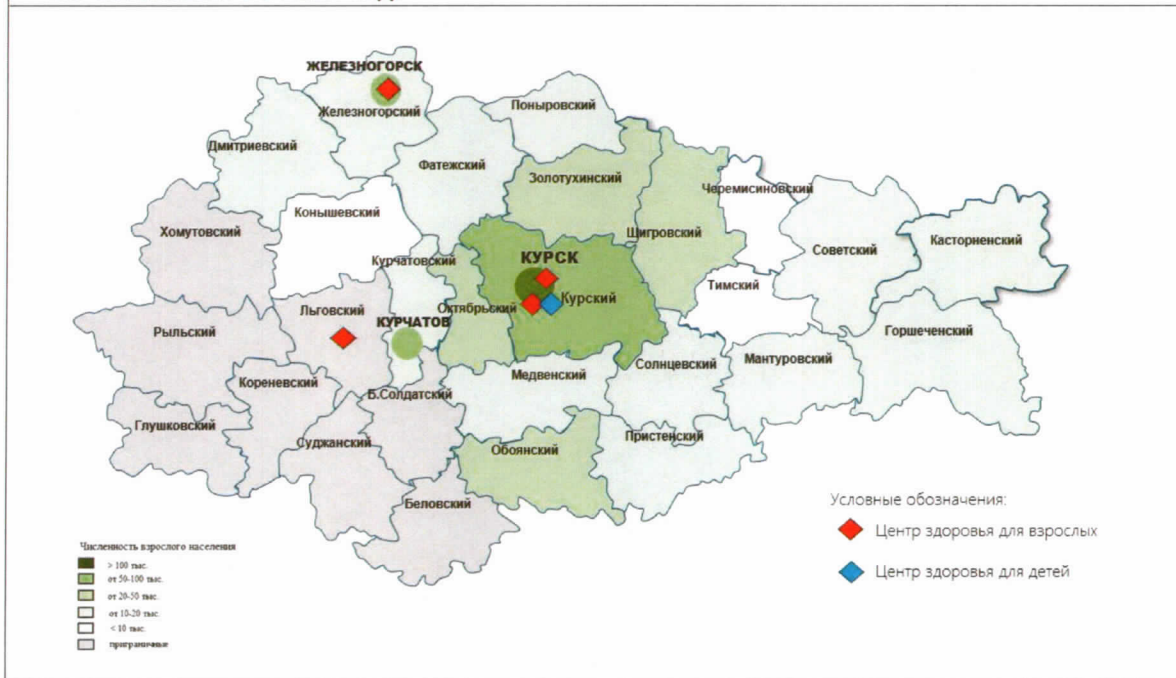 ЖЕЛЕЗНОГОРСК
Железногорский
Поныровский
Дмитриевский
Фатежский
Золотухинский
Черемисиновский
Конышевский
Хомутовский
Щигровский
Касторненский
Советский
Курчатовский
КУРСК
Тимский
Курский
Октябрьский
Льговский
КУРЧАТОВ
Рыльский
Горшеченский
Мантуровский
Солнцевский
Медвенский
Кореневский
Б.Солдатский
Глушковский
Суджанский
Обоянский
Пристенский
Беловский
Условные обозначения:
Центр здоровья для взрослых
Центр здоровья для детей
Численность взрослого населения
> 100 тыс.
от 50-100 тыс.
от 20-50 тыс.
от 10-20 тыс.
< 10 тыс.
приграничные